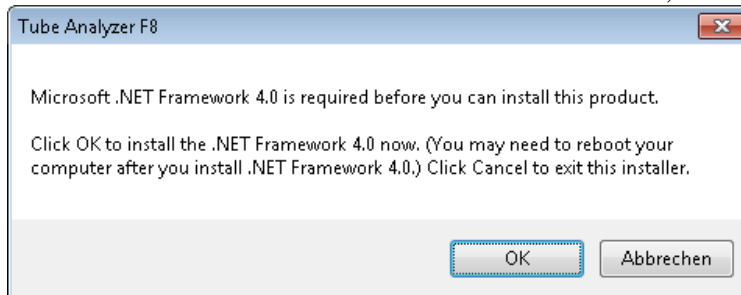 Tube Analyzer F8
Microsoft .NET Framework 4.0 is required before you can install this product.
Click OK to install the .NET Framework 4.0 now. (You may need to reboot your
computer after you install .NET Framework 4.0.) Click Cancel to exit this installer.
OK
Abbrechen